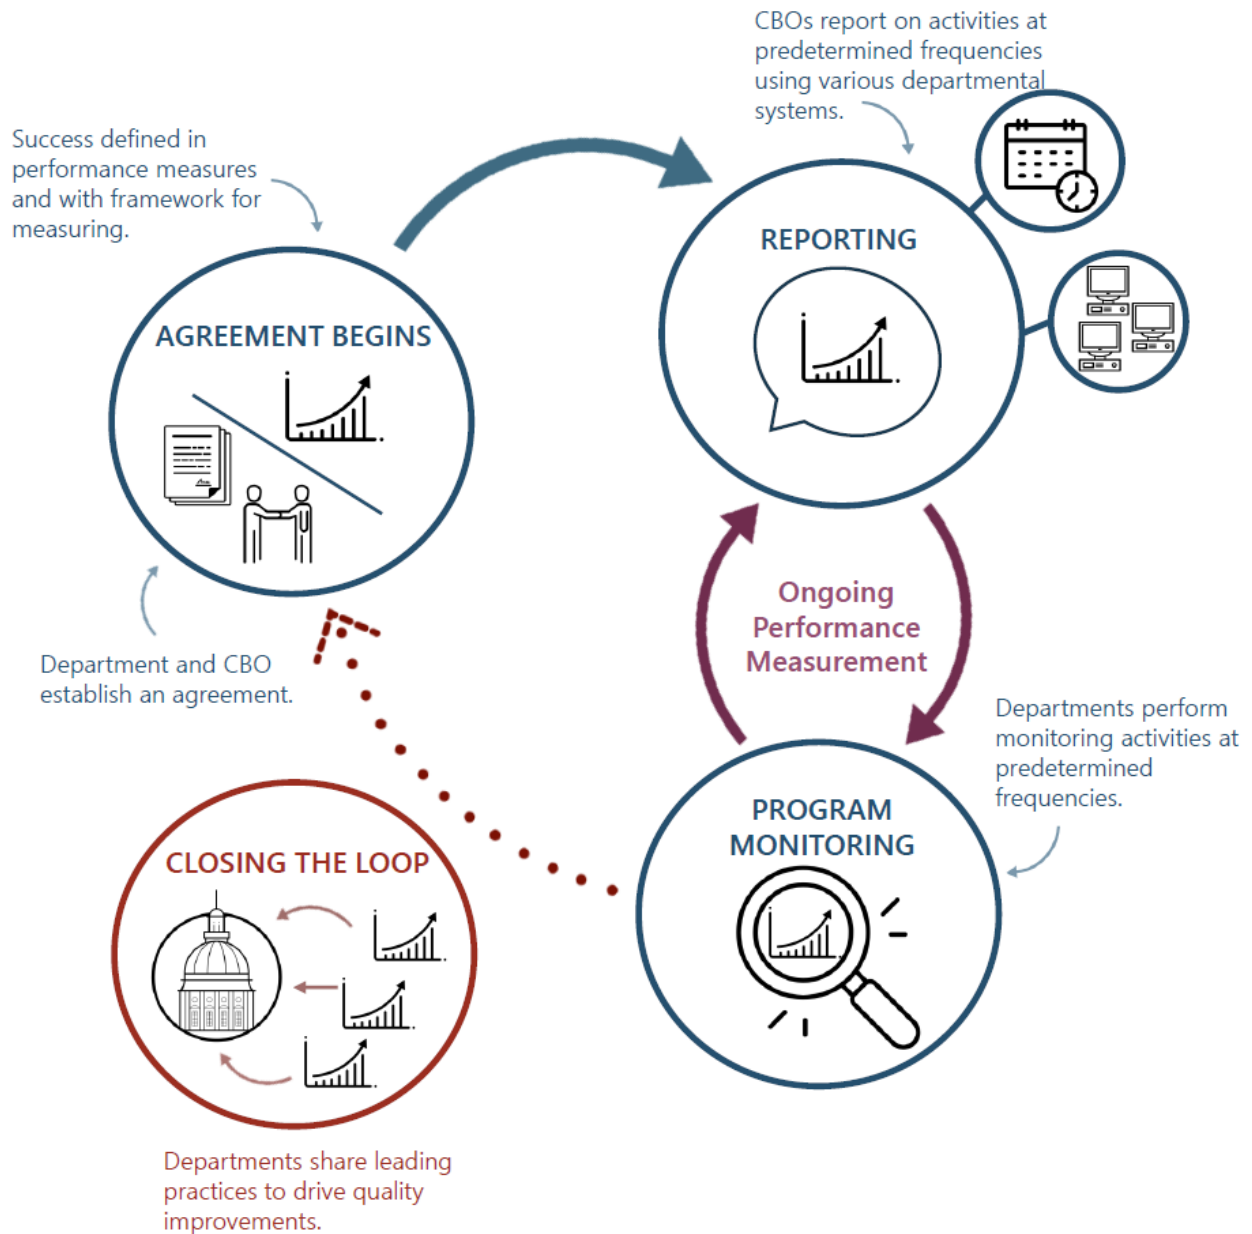 CBOs report on activities at
predetermined frequencies
using various departmental
systems.
Success defined in
performance measures
and with framework for
measuring.
REPORTING
AGREEMENT BEGINS
Ongoing
Performance
Measurement
Department and CBO
establish an agreement.
Departments perform
monitoring activities at
predetermined
frequencies.
PROGRAM
MONITORING
CLOSING THE LOOP
Departments share leading
practices to drive quality
improvements.